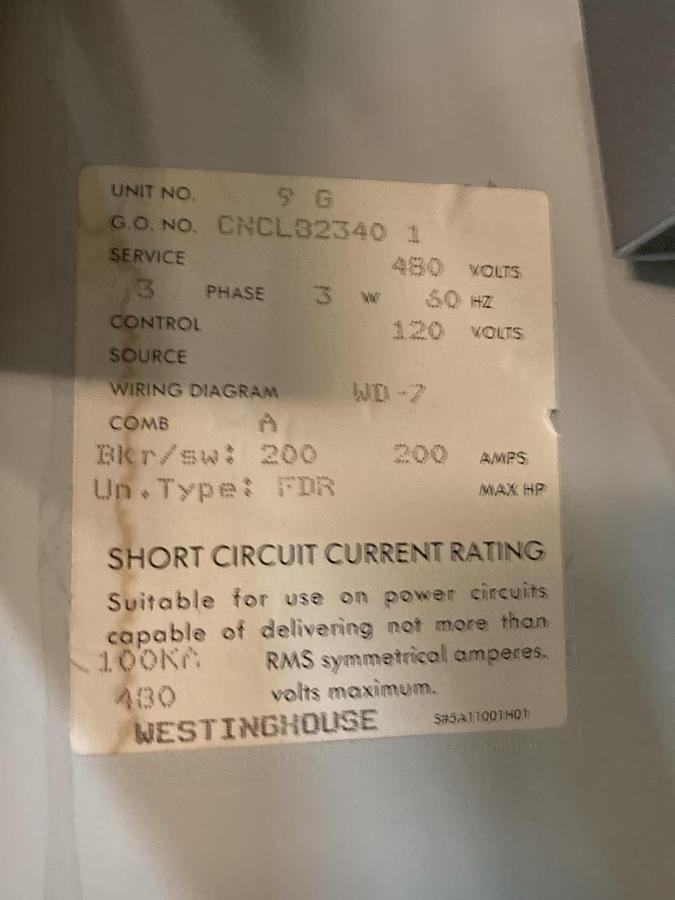 UNIT NO. 9 G
G.O. NO. CNCL82340 1
SERVICE 480 VOLTS
3 PHASE 3 W 60 HZ
CONTROL 120 VOLTS
SOURCE
WIRING DIAGRAM WD-7
COMB A
Bkr/sw: 200 200 AMPS
Un.Type: FDR MAX HP
SHORT CIRCUIT CURRENT RATING
Suitable for use on power circuits
capable of delivering not more than
100KA RMS symmetrical amperes.
480 volts maximum.
WESTINGHOUSE S#5A11001H01